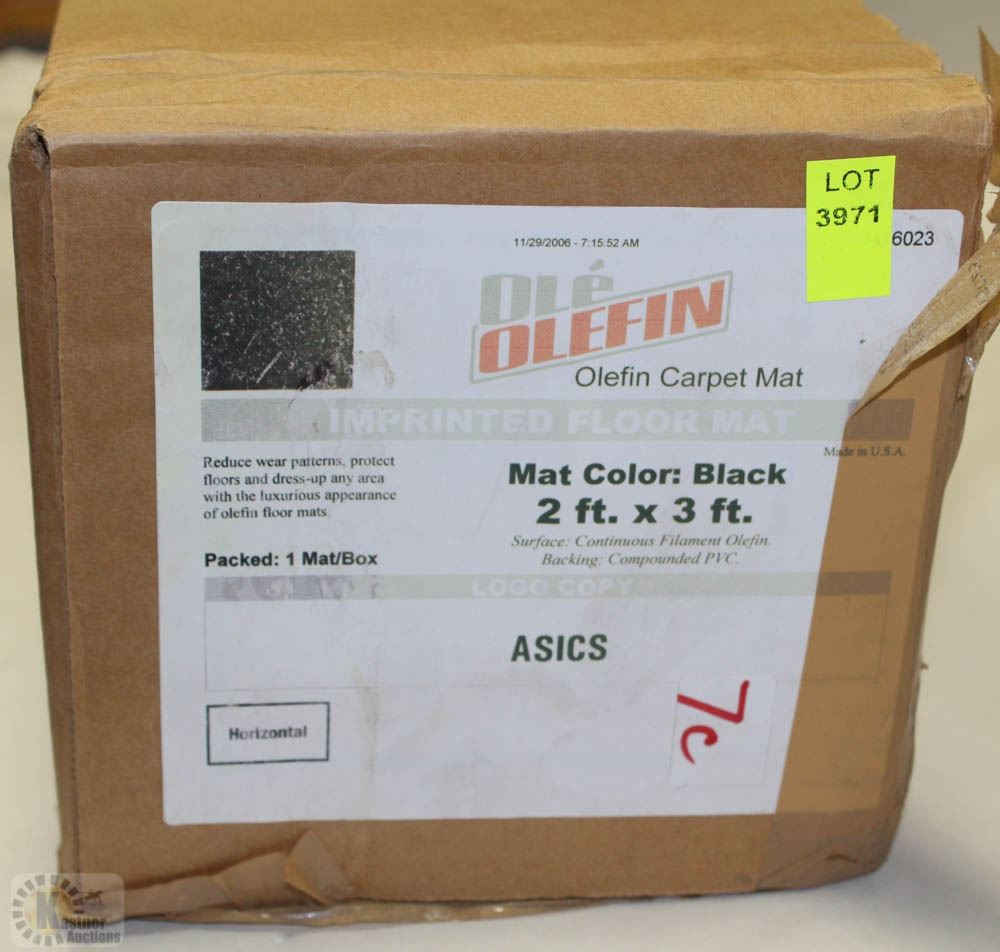 LOT
3971
11/29/2006 - 7:15:52 AM
6023
OLÉ
OLEFIN
Olefin Carpet Mat
IMPRINTED FLOOR MAT
Made in U.S.A.
Reduce wear patterns, protect
floors and dress-up any area
with the luxurious appearance
of olefin floor mats
Mat Color: Black
2 ft. x 3 ft.
Surface: Continuous Filament Olefin.
Backing: Compounded PVC.
Packed: 1 Mat/Box
LOGO COPY
ASICS
7c
Horizontal
Kastner
Auctions